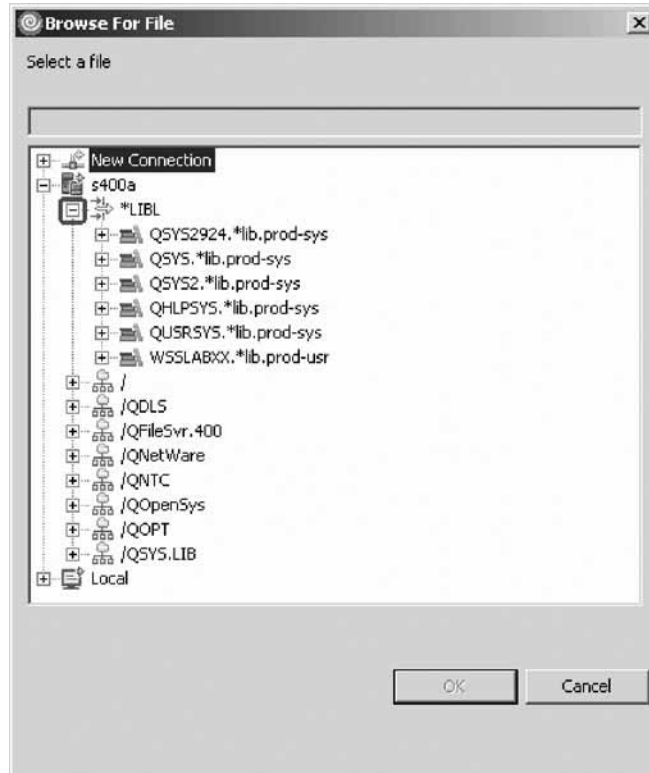 Browse For File
Select a file
New Connection
s400a
*LIBL
QSYS2924.*lib.prod-sys
QSYS.*lib.prod-sys
QSYS2.*lib.prod-sys
QHLPSYS.*lib.prod-sys
QUSRSYS.*lib.prod-sys
WSSLABXX.*lib.prod-usr
/
/QDLS
/QFileSvr.400
/QNetWare
/QNTC
/QOpenSys
/QOPT
/QSYS.LIB
Local
OK Cancel